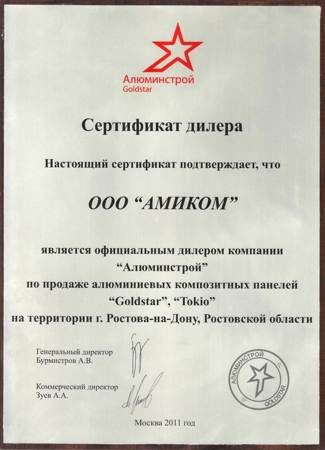 Алюминстрой
Goldstar
Сертификат дилера
Настоящий сертификат подтверждает, что
ООО “АМИКОМ”
является официальным дилером компании
“Алюминстрой”
по продаже алюминиевых композитных панелей
“Goldstar”, “Tokio”
на территории г. Ростова-на-Дону, Ростовской области
Генеральный директор
Бурмистров А.В.
Коммерческий директор
Зуев А.А.
АЛЮМИНСТРОЙ
GOLDSTAR
Москва 2011 год